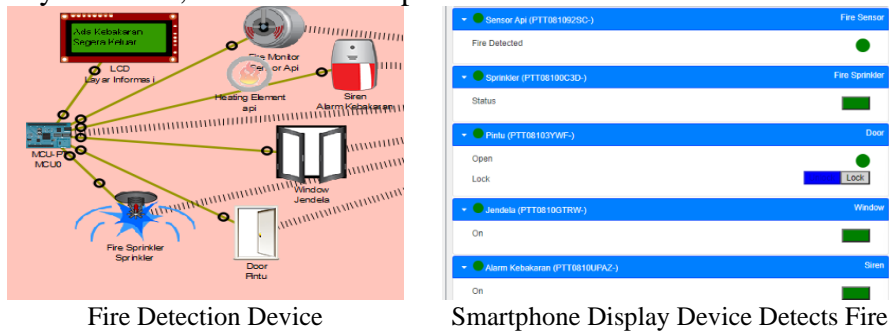 Ada Kebakaran
Segera Keluar
LCD
Layar Informasi
Fire Monitor
Sensor Api
Heating Element
api
Siren
Alarm Kebakaran
MCU-P
MCU0
Window
Jendela
Fire Sprinkler
Sprinkler
Door
Pintu
Fire Detection Device
Sensor Api (PTT081092SC-) Fire Sensor
Fire Detected
Sprinkler (PTT08100C3D-) Fire Sprinkler
Status
Pintu (PTT08103YWF-) Door
Open
Lock Lock
Jendela (PTT0810GTRW-) Window
On
Alarm Kebakaran (PTT0810UPAZ-) Siren
On
Smartphone Display Device Detects Fire